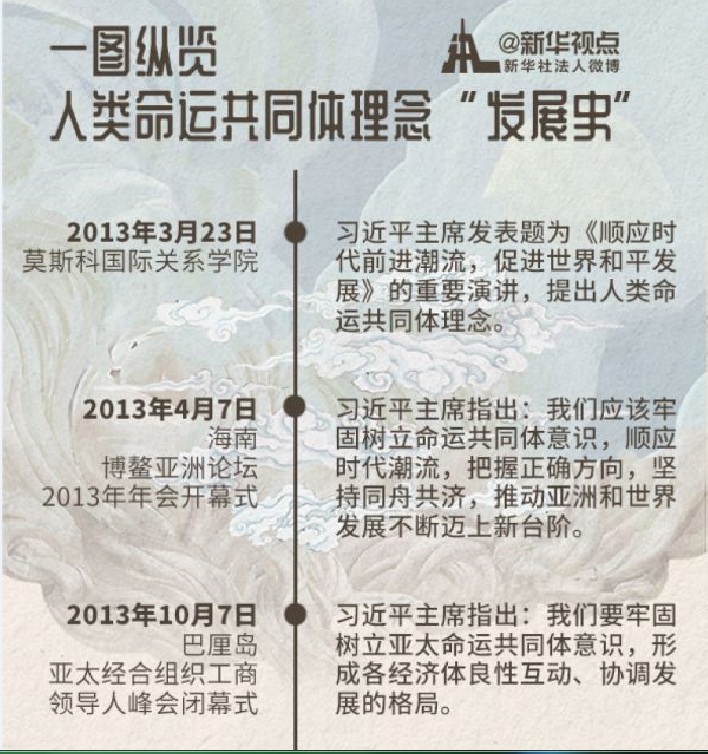 一图纵览
@新华视点
新华社法人微博
人类命运共同体理念“发展史”
2013年3月23日
莫斯科国际关系学院
习近平主席发表题为《顺应时
代前进潮流，促进世界和平发
展》的重要演讲，提出人类命
运共同体理念。
2013年4月7日
海南
博鳌亚洲论坛
2013年年会开幕式
习近平主席指出：我们应该牢
固树立命运共同体意识，顺应
时代潮流，把握正确方向，坚
持同舟共济，推动亚洲和世界
发展不断迈上新台阶。
2013年10月7日
巴厘岛
亚太经合组织工商
领导人峰会闭幕式
习近平主席指出：我们要牢固
树立亚太命运共同体意识，形
成各经济体良性互动、协调发
展的格局。